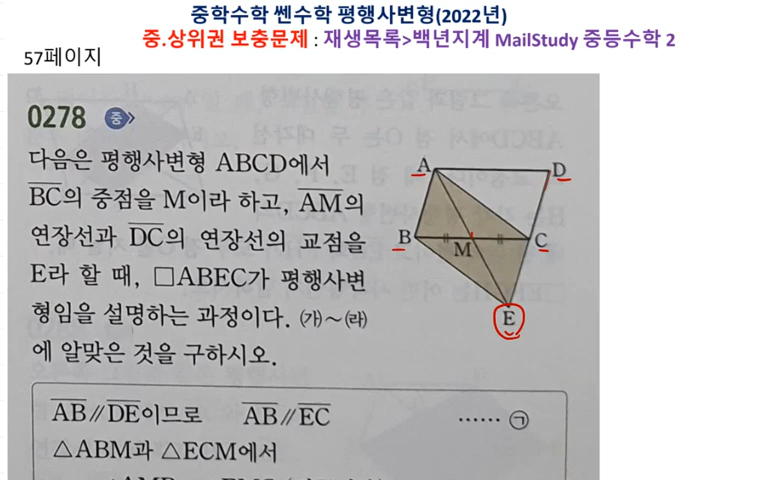 중학수학 쎈수학 평행사변형(2022년)
중.상위권 보충문제 : 재생목록>백년지계 MailStudy 중등수학 2
57페이지
0278 중
다음은 평행사변형 ABCD에서
BC의 중점을 M이라 하고, AM의
연장선과 DC의 연장선의 교점을
E라 할 때, □ABEC가 평행사변
형임을 설명하는 과정이다. ㈎~㈑
에 알맞은 것을 구하시오.
A
D
B
M
C
E
AB∥DE이므로 AB∥EC …… ㉠
△ABM과 △ECM에서